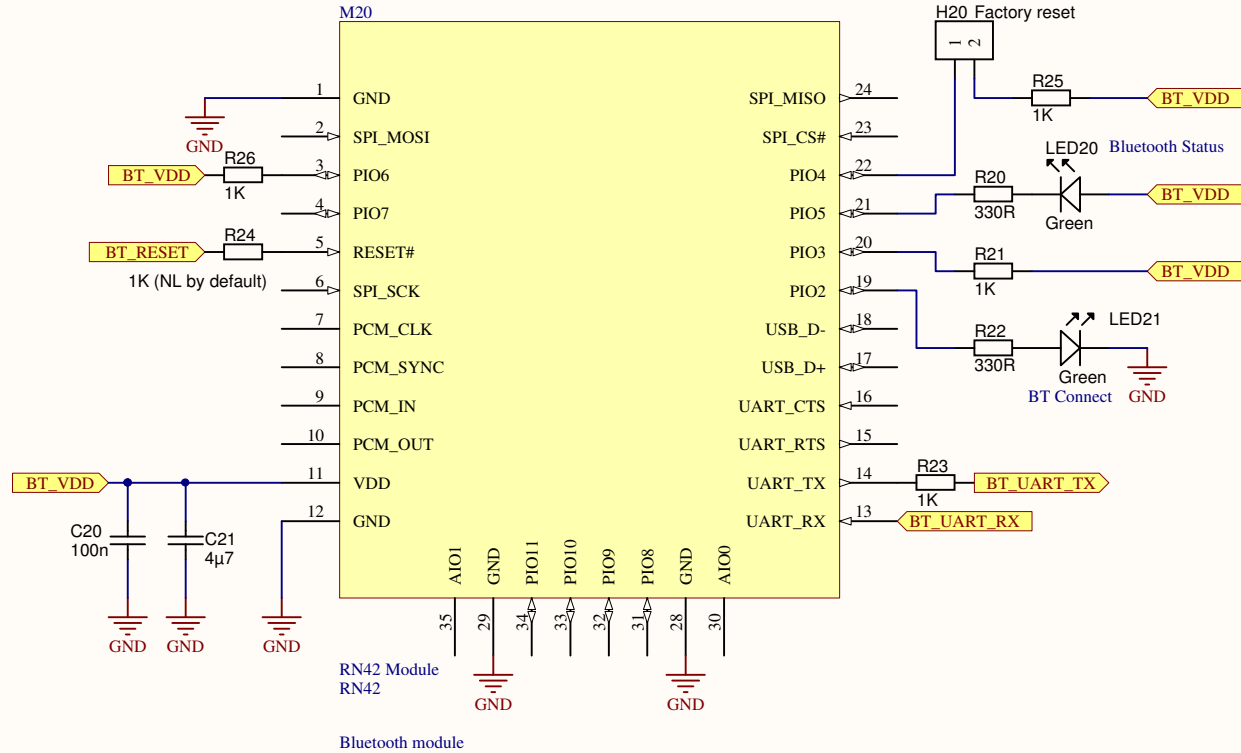 M20
H20 Factory reset
1 2
1 GND
GND
2 SPI_MOSI
BT_VDD R26 1K 3 PIO6
4 PIO7
BT_RESET R24 5 RESET#
1K (NL by default)
6 SPI_SCK
7 PCM_CLK
8 PCM_SYNC
9 PCM_IN
10 PCM_OUT
BT_VDD 11 VDD
12 GND
C20
100n
C21
4µ7
GND GND GND
SPI_MISO 24
R25
1K
BT_VDD
SPI_CS# 23
LED20 Bluetooth Status
PIO4 22
PIO5 21
R20
330R
Green
BT_VDD
PIO3 20
R21
1K
BT_VDD
PIO2 19
USB_D- 18
R22
330R
LED21
Green
BT Connect
GND
USB_D+ 17
UART_CTS 16
UART_RTS 15
UART_TX 14
R23
1K
BT_UART_TX
UART_RX 13
BT_UART_RX
AIO1 GND PIO11 PIO10 PIO9 PIO8 GND AIO0
35 29 34 33 32 31 28 30
GND GND
RN42 Module
RN42
Bluetooth module